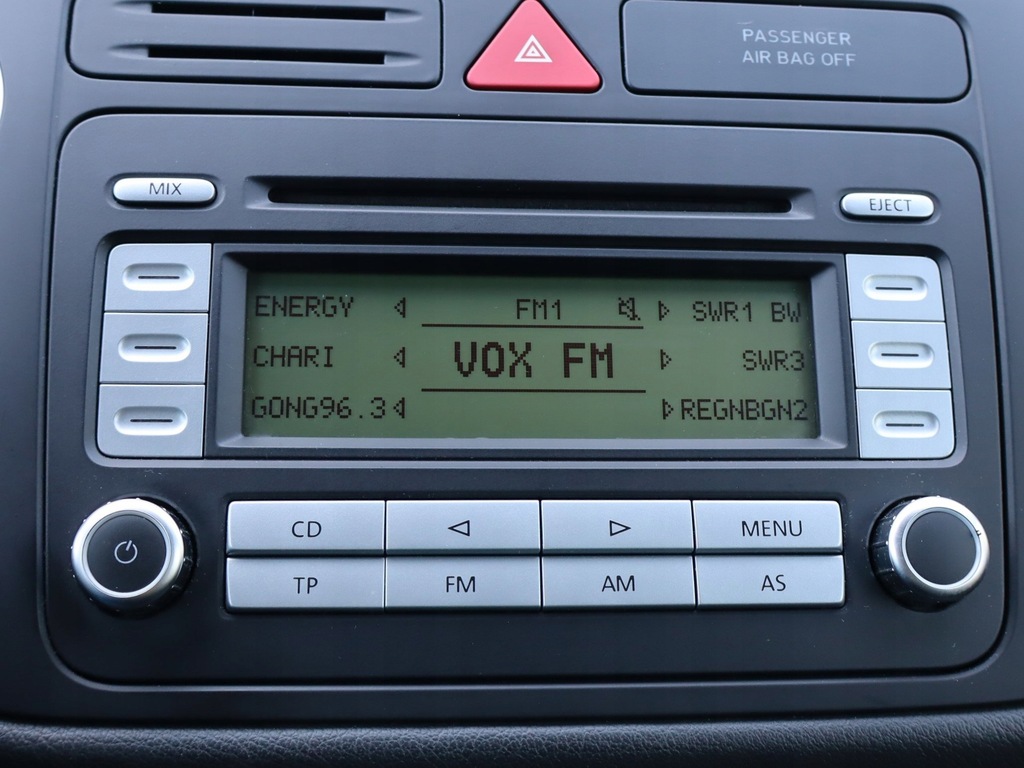 PASSENGER
AIR BAG OFF
MIX
EJECT
ENERGY FM1 SWR1 BW
CHARI VOX FM SWR3
GONG96.3 REGNBGN2
CD MENU
TP FM AM AS